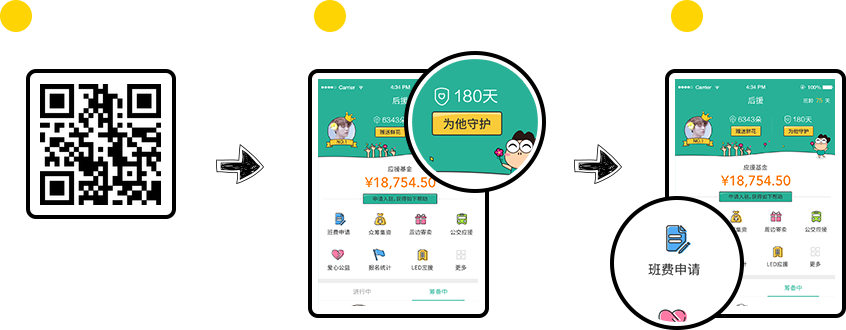 Carrier 4:34 PM
后援
6343朵
赠送鲜花
NO.1
180天
为他守护
应援基金
¥18,754.50
申请入驻,获得如下帮助
班费申请 众筹集资 周边寄卖 公交应援
爱心公益 报名统计 LED应援 更多
进行中 筹备中
Carrier 4:34 PM 100%
后援
花龄 75 天
6343朵 180天
赠送鲜花 为他守护
NO.1
应援基金
¥18,754.50
申请入驻,获得如下帮助
众筹集资 周边寄卖 公交应援
班费申请
LED应援 更多
筹备中